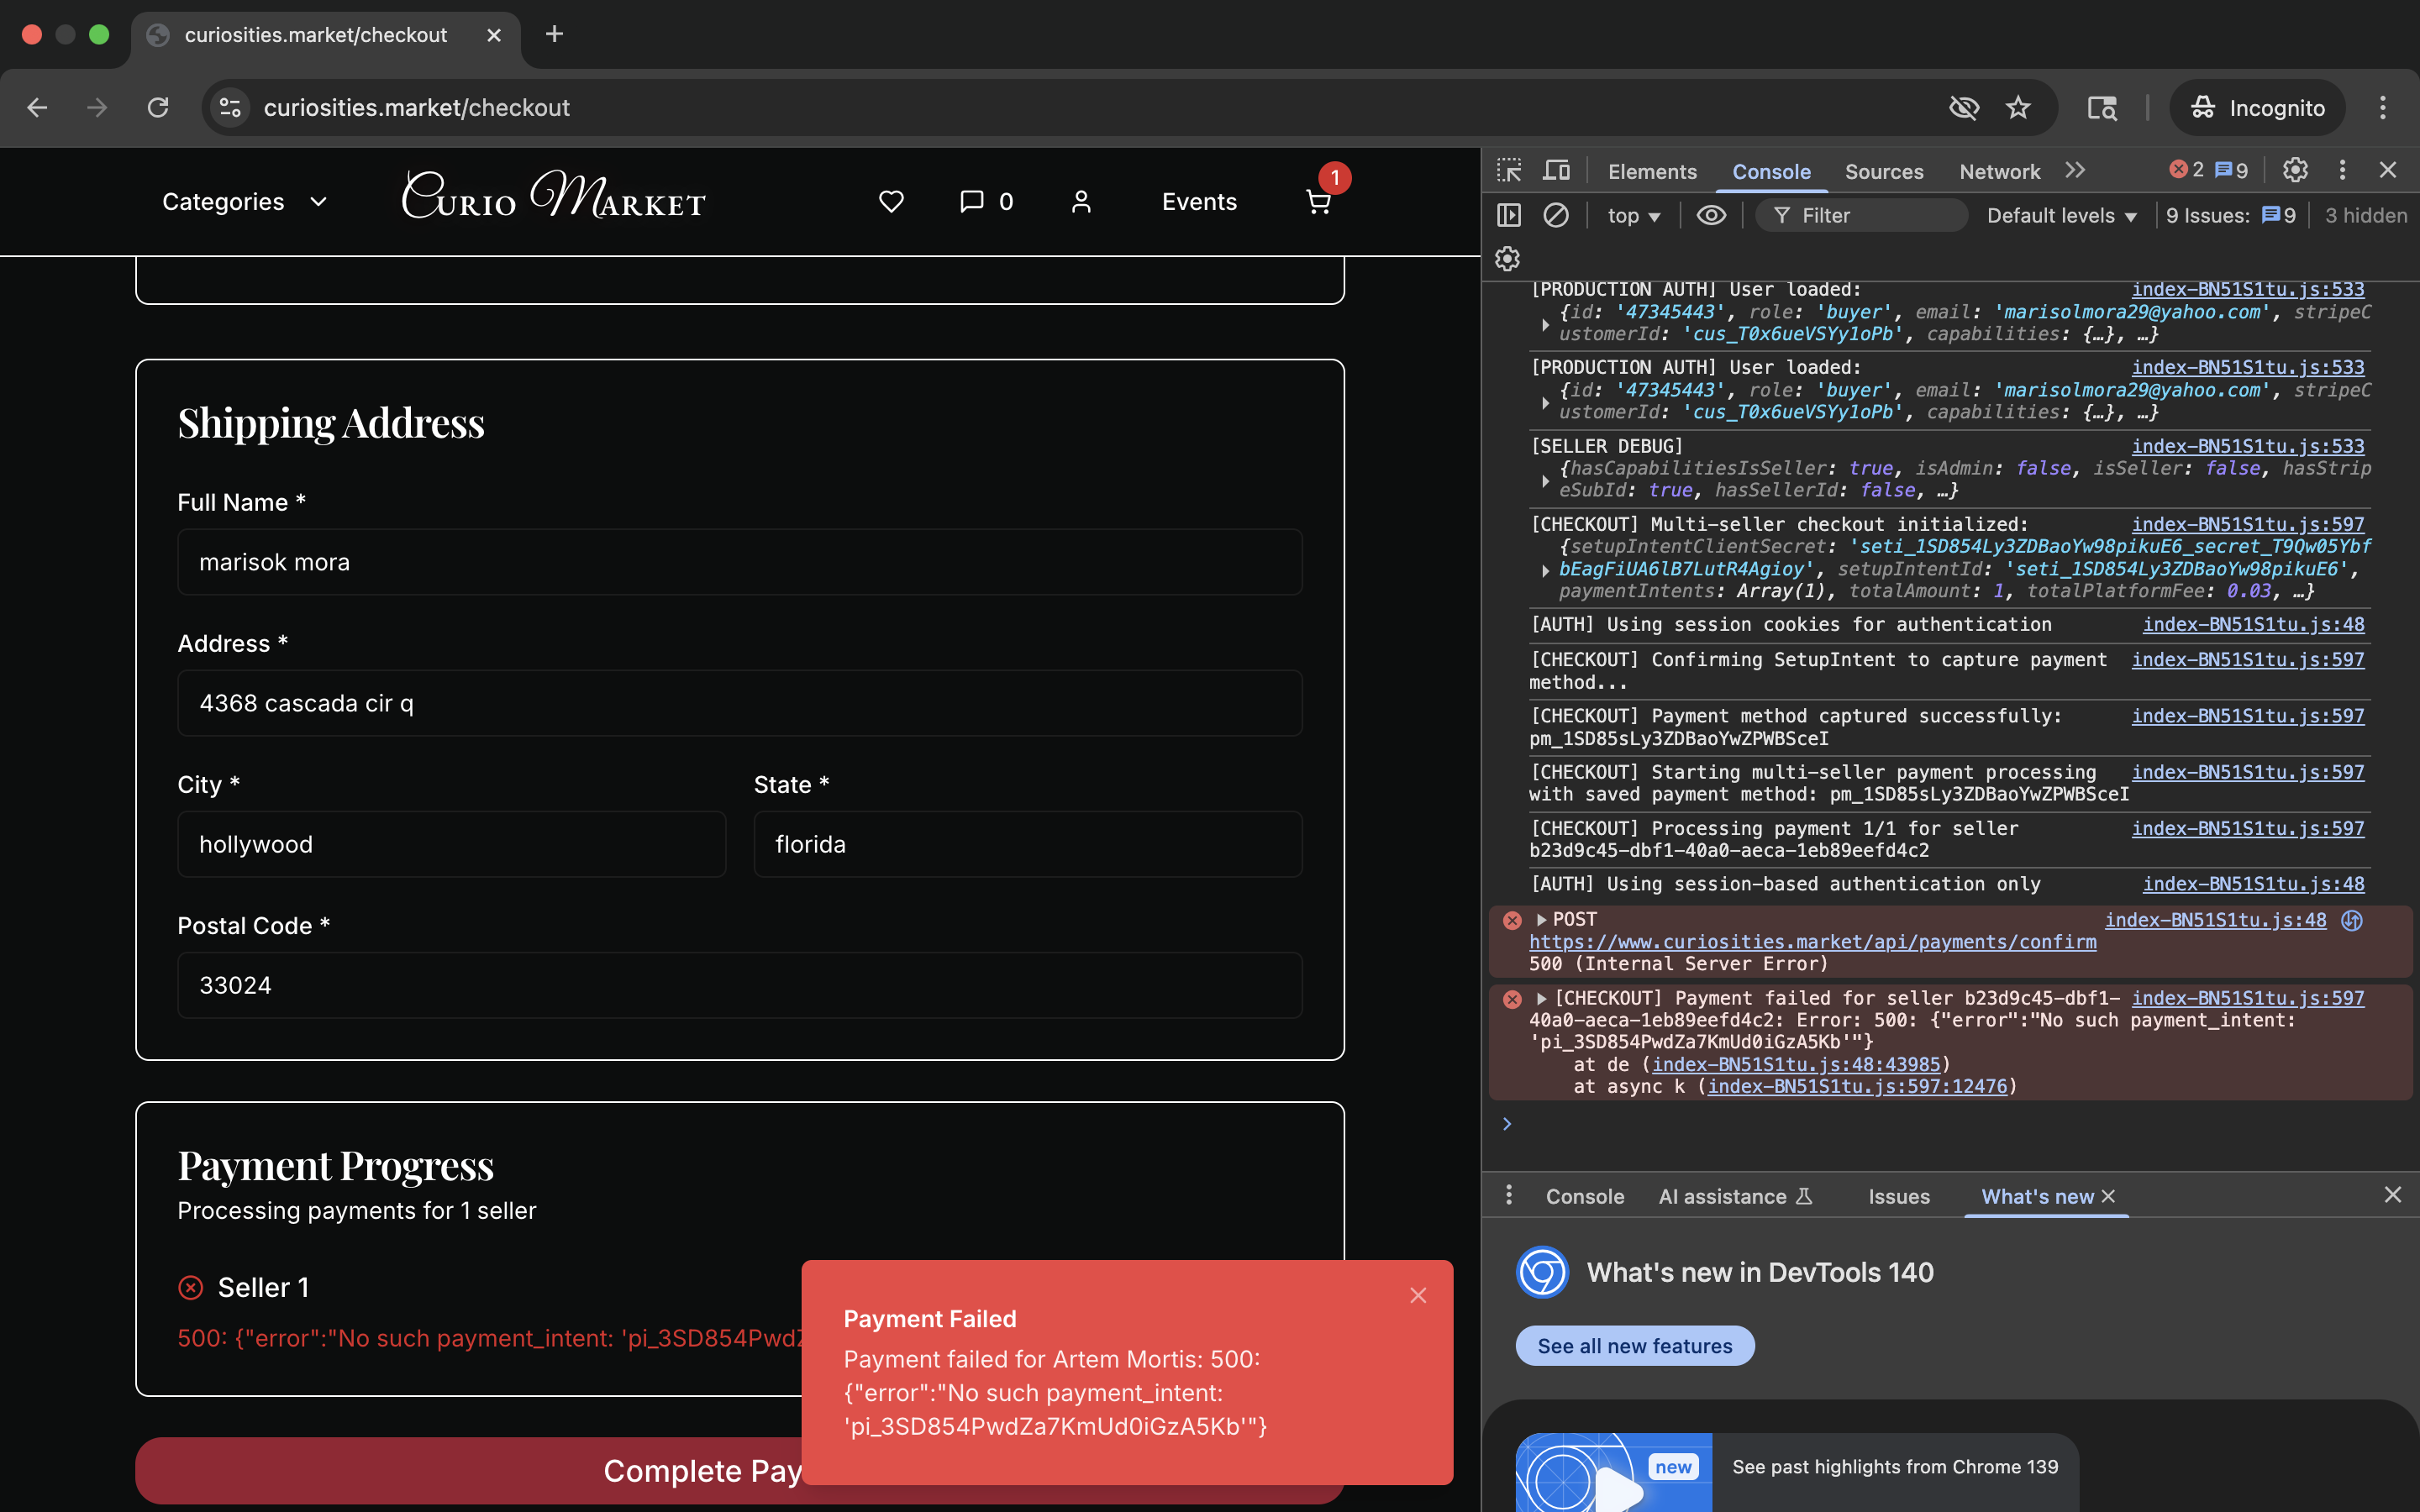 curiosities.market/checkout
curiosities.market/checkout
Incognito
Categories
Curio Market
0
Events
1
Shipping Address
Full Name *
marisok mora
Address *
4368 cascada cir q
City *
State *
hollywood
florida
Postal Code *
33024
Payment Progress
Processing payments for 1 seller
Seller 1
500: {"error":"No such payment_intent: 'pi_3SD854Pwd
Complete Pay
Payment Failed
Payment failed for Artem Mortis: 500:
{"error":"No such payment_intent:
'pi_3SD854PwdZa7KmUd0iGzA5Kb'"}
Elements
Console
Sources
Network
2
9
top
Filter
Default levels
9 Issues:
9
3 hidden
[PRODUCTION AUTH] User loaded: index-BN51S1tu.js:533
{id: '47345443', role: 'buyer', email: 'marisolmora29@yahoo.com', stripeC
ustomerId: 'cus_T0x6ueVSYy1oPb', capabilities: {…}, …}
[PRODUCTION AUTH] User loaded: index-BN51S1tu.js:533
{id: '47345443', role: 'buyer', email: 'marisolmora29@yahoo.com', stripeC
ustomerId: 'cus_T0x6ueVSYy1oPb', capabilities: {…}, …}
[SELLER DEBUG] index-BN51S1tu.js:533
{hasCapabilitiesIsSeller: true, isAdmin: false, isSeller: false, hasStrip
eSubId: true, hasSellerId: false, …}
[CHECKOUT] Multi-seller checkout initialized: index-BN51S1tu.js:597
{setupIntentClientSecret: 'seti_1SD854Ly3ZDBaoYw98pikuE6_secret_T9Qw05Ybf
bEagFiUA6lB7LutR4Agioy', setupIntentId: 'seti_1SD854Ly3ZDBaoYw98pikuE6',
paymentIntents: Array(1), totalAmount: 1, totalPlatformFee: 0.03, …}
[AUTH] Using session cookies for authentication index-BN51S1tu.js:48
[CHECKOUT] Confirming SetupIntent to capture payment index-BN51S1tu.js:597
method...
[CHECKOUT] Payment method captured successfully: index-BN51S1tu.js:597
pm_1SD85sLy3ZDBaoYwZPWBSceI
[CHECKOUT] Starting multi-seller payment processing index-BN51S1tu.js:597
with saved payment method: pm_1SD85sLy3ZDBaoYwZPWBSceI
[CHECKOUT] Processing payment 1/1 for seller index-BN51S1tu.js:597
b23d9c45-dbf1-40a0-aeca-1eb89eefd4c2
[AUTH] Using session-based authentication only index-BN51S1tu.js:48
POST index-BN51S1tu.js:48
https://www.curiosities.market/api/payments/confirm
500 (Internal Server Error)
[CHECKOUT] Payment failed for seller b23d9c45-dbf1- index-BN51S1tu.js:597
40a0-aeca-1eb89eefd4c2: Error: 500: {"error":"No such payment_intent:
'pi_3SD854PwdZa7KmUd0iGzA5Kb'"}
at de (index-BN51S1tu.js:48:43985)
at async k (index-BN51S1tu.js:597:12476)
Console
AI assistance
Issues
What's new
What's new in DevTools 140
See all new features
new
See past highlights from Chrome 139